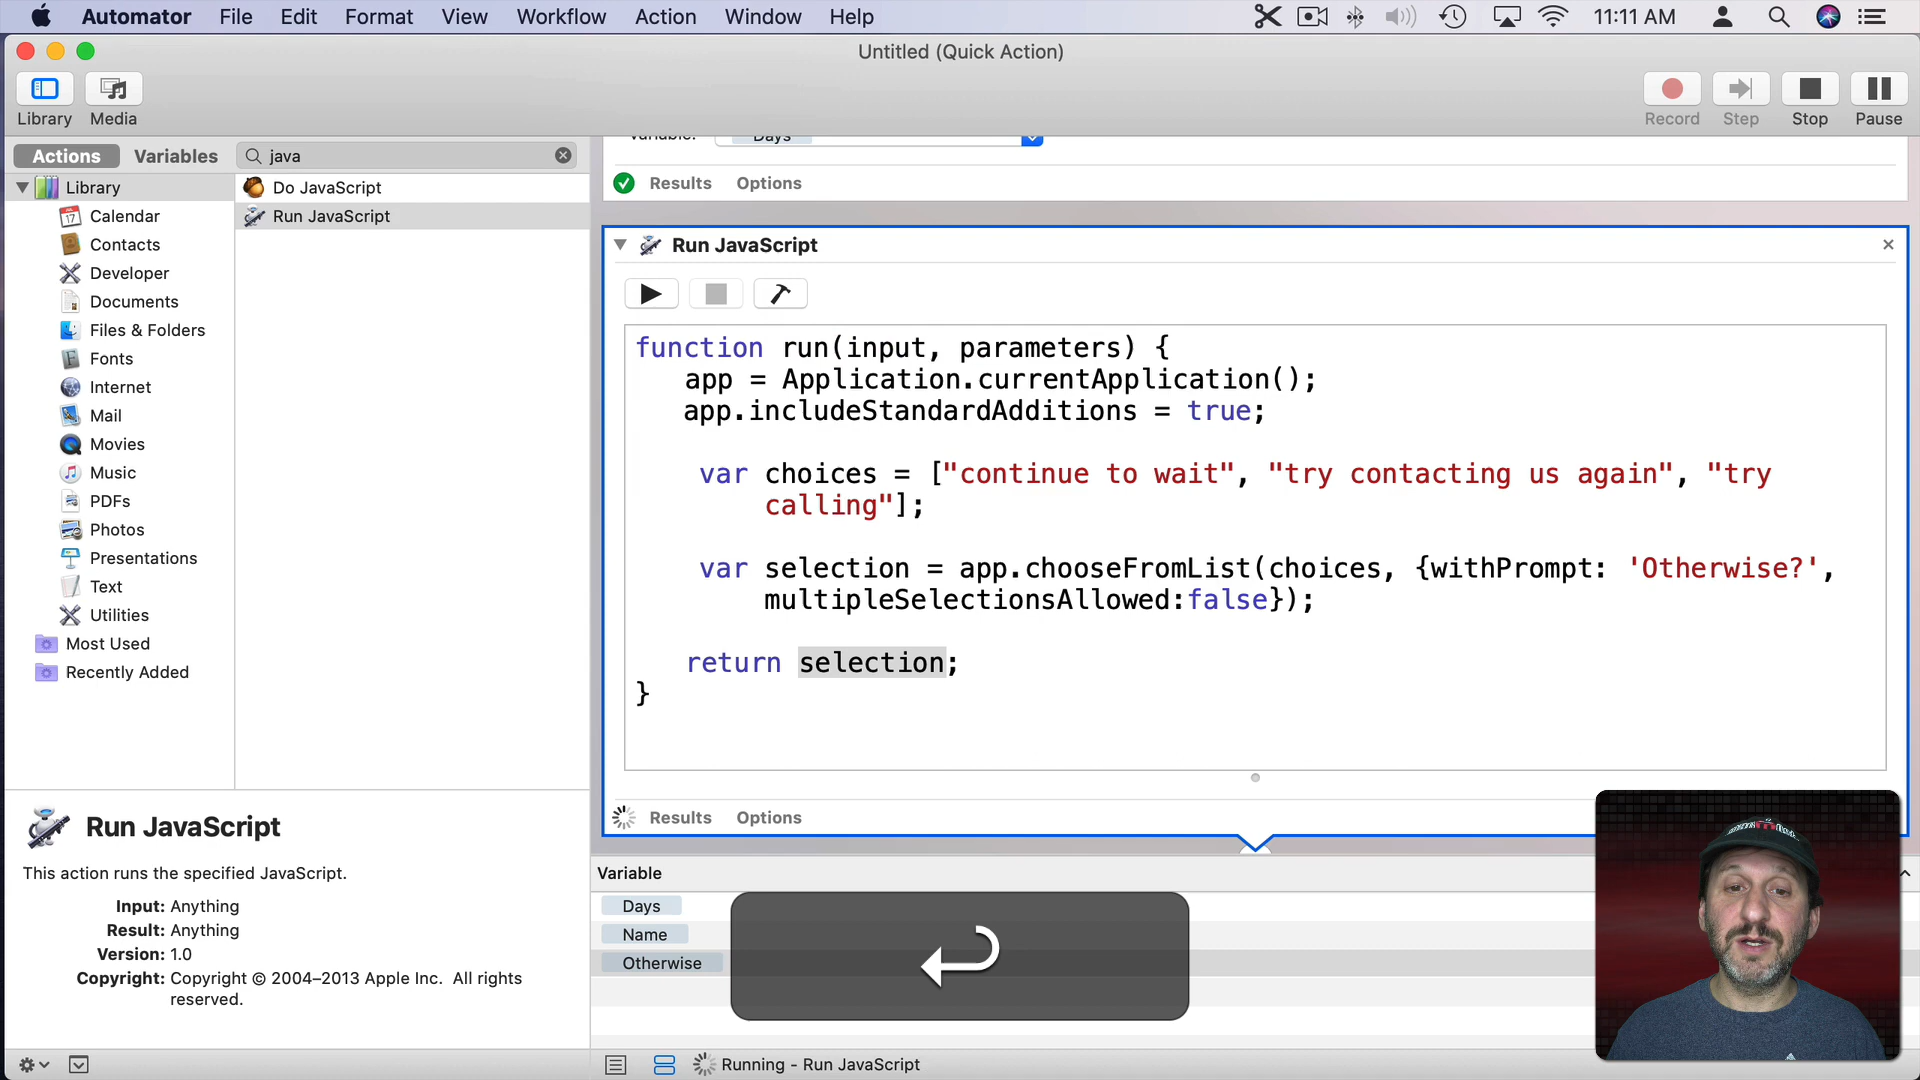 Automator File Edit Format View Workflow Action Window Help 11:11 AM
Untitled (Quick Action)
Library Media Record Step Stop Pause
Actions Variables java
Variable: Days
Library
Calendar
Contacts
Developer
Documents
Files & Folders
Fonts
Internet
Mail
Movies
Music
PDFs
Photos
Presentations
Text
Utilities
Most Used
Recently Added
Do JavaScript
Run JavaScript
Results Options
Run JavaScript
function run(input, parameters) {
app = Application.currentApplication();
app.includeStandardAdditions = true;
var choices = ["continue to wait", "try contacting us again", "try
calling"];
var selection = app.chooseFromList(choices, {withPrompt: 'Otherwise?',
multipleSelectionsAllowed:false});
return selection;
}
Results Options
Run JavaScript
This action runs the specified JavaScript.
Input: Anything
Result: Anything
Version: 1.0
Copyright: Copyright © 2004–2013 Apple Inc. All rights
reserved.
Variable
Days
Name
Otherwise
Running - Run JavaScript